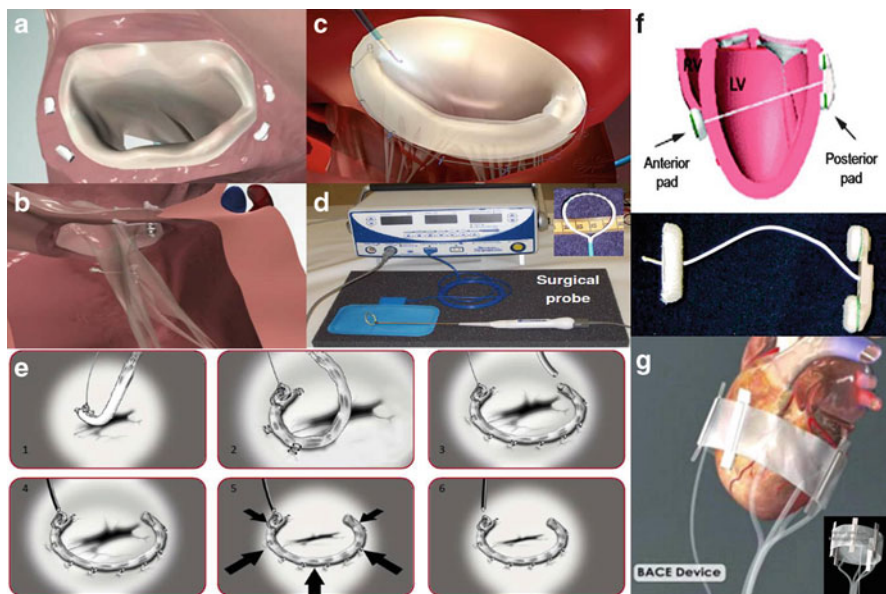 a
b
c
d
Surgical
probe
e
1
2
3
4
5
6
f
RV
LV
Anterior
pad
Posterior
pad
g
BACE Device